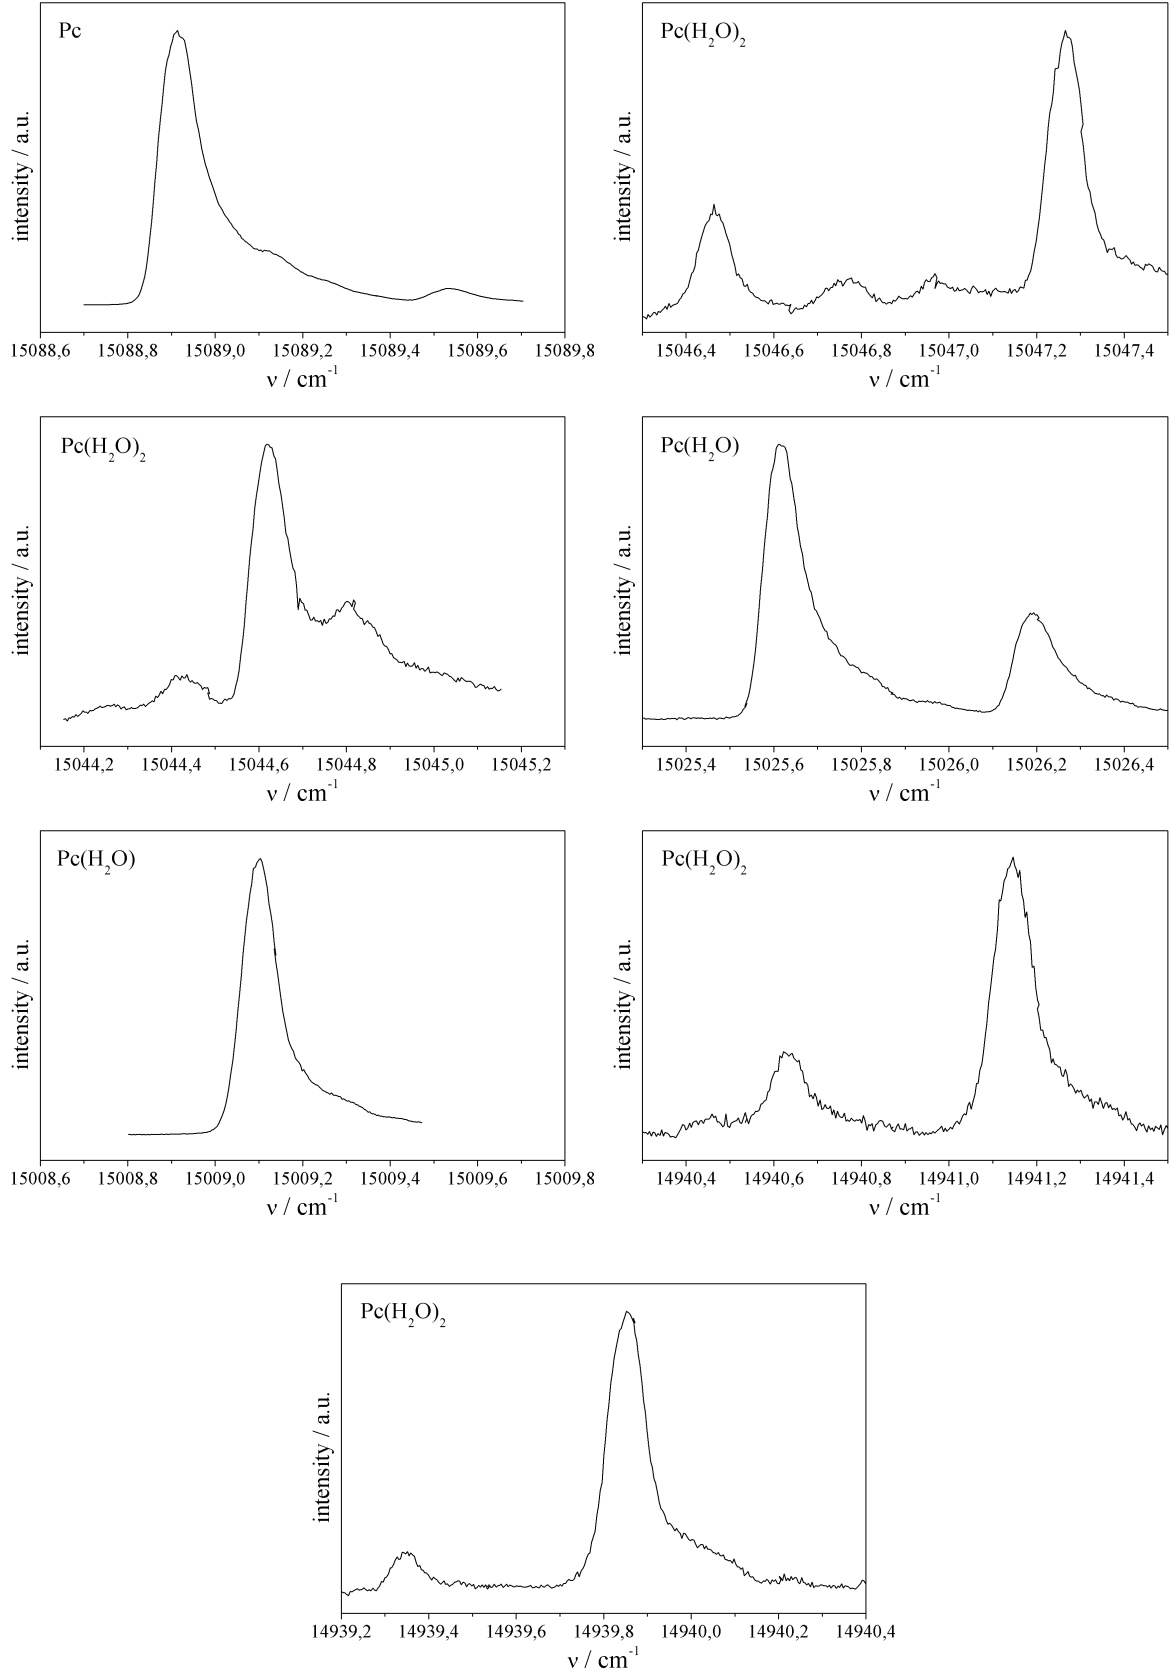 Pc
intensity / a.u.
15088,6 15088,8 15089,0 15089,2 15089,4 15089,6 15089,8
ν / cm⁻¹
Pc(H₂O)₂
intensity / a.u.
15046,4 15046,6 15046,8 15047,0 15047,2 15047,4
ν / cm⁻¹
Pc(H₂O)₂
intensity / a.u.
15044,2 15044,4 15044,6 15044,8 15045,0 15045,2
ν / cm⁻¹
Pc(H₂O)
intensity / a.u.
15025,4 15025,6 15025,8 15026,0 15026,2 15026,4
ν / cm⁻¹
Pc(H₂O)
intensity / a.u.
15008,6 15008,8 15009,0 15009,2 15009,4 15009,6 15009,8
ν / cm⁻¹
Pc(H₂O)₂
intensity / a.u.
14940,4 14940,6 14940,8 14941,0 14941,2 14941,4
ν / cm⁻¹
Pc(H₂O)₂
intensity / a.u.
14939,2 14939,4 14939,6 14939,8 14940,0 14940,2 14940,4
ν / cm⁻¹